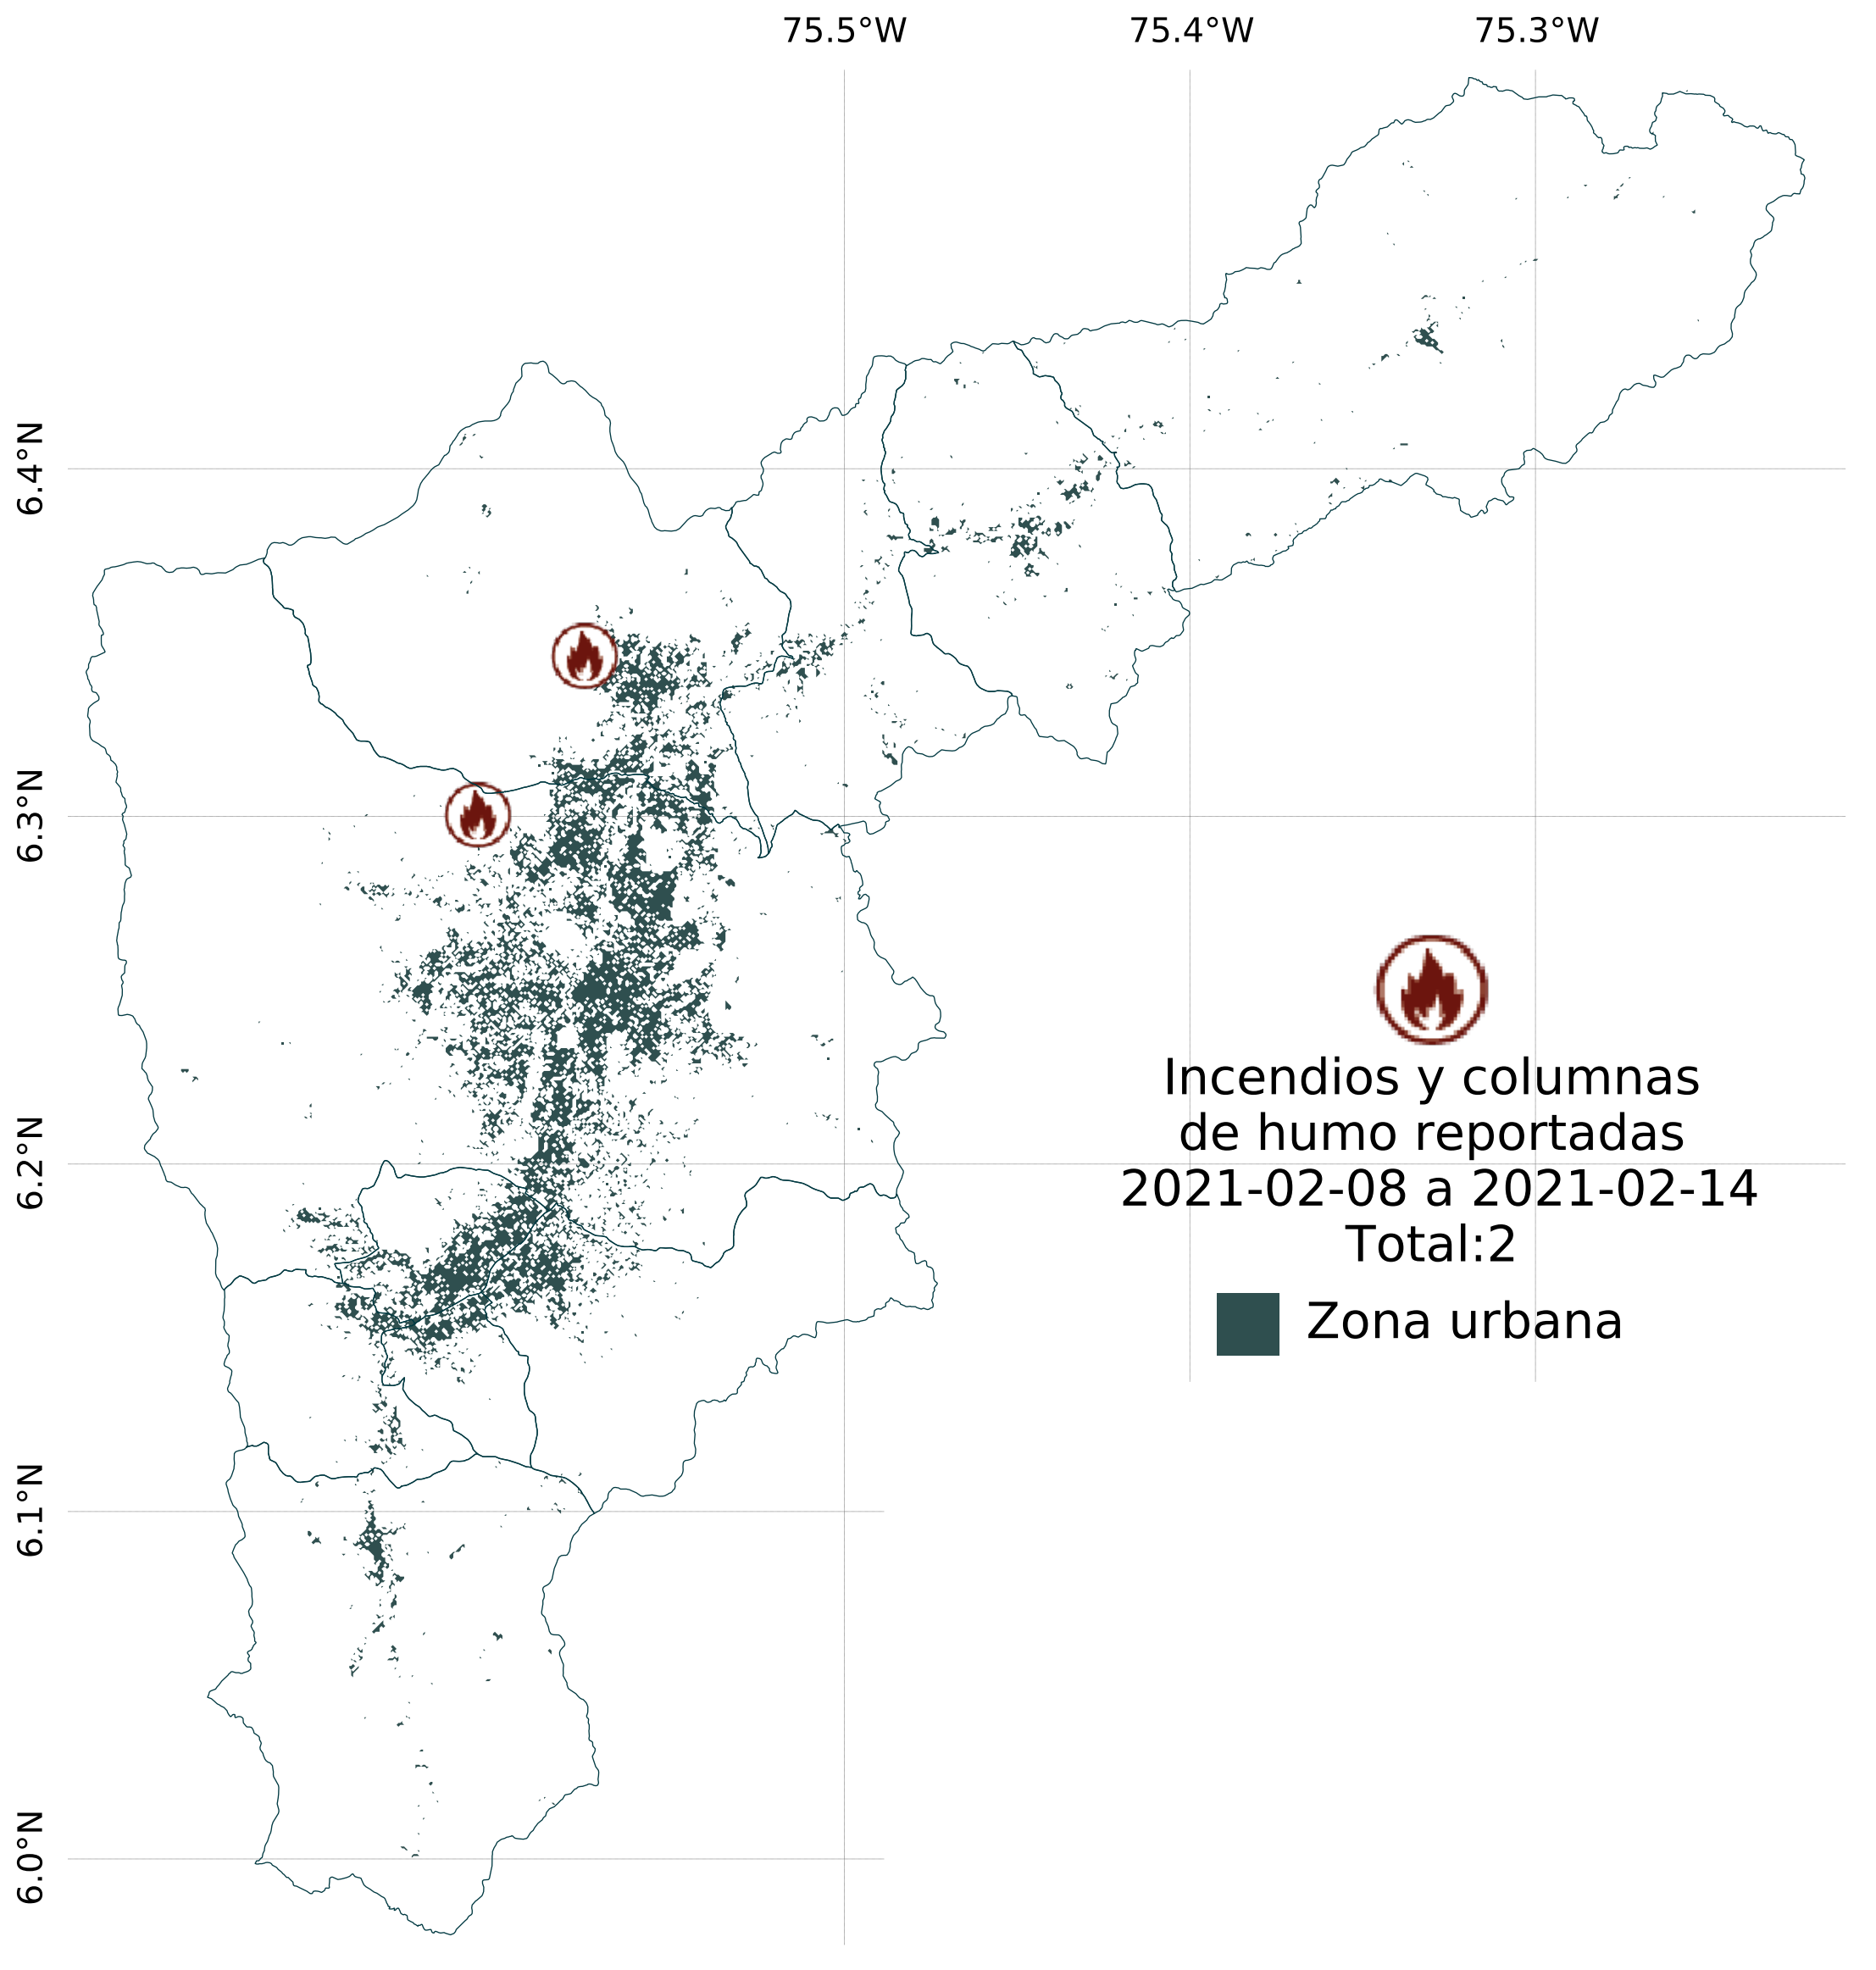 75.5°W 75.4°W 75.3°W
6.4°N
6.3°N
6.2°N
6.1°N
6.0°N
Incendios y columnas
de humo reportadas
2021-02-08 a 2021-02-14
Total:2
Zona urbana